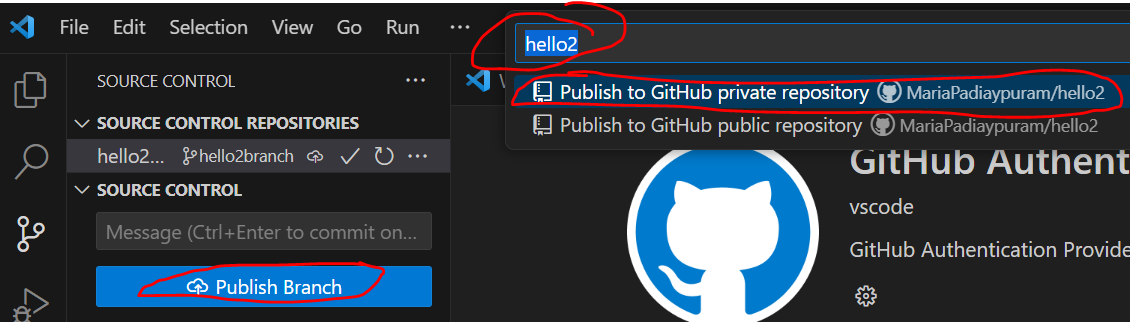 File Edit Selection View Go Run ...
hello2
Publish to GitHub private repository MariaPadiaypuram/hello2
Publish to GitHub public repository MariaPadiaypuram/hello2
SOURCE CONTROL ...
SOURCE CONTROL REPOSITORIES
hello2... hello2branch ...
SOURCE CONTROL
Message (Ctrl+Enter to commit on...
Publish Branch
GitHub Authent
vscode
GitHub Authentication Provide